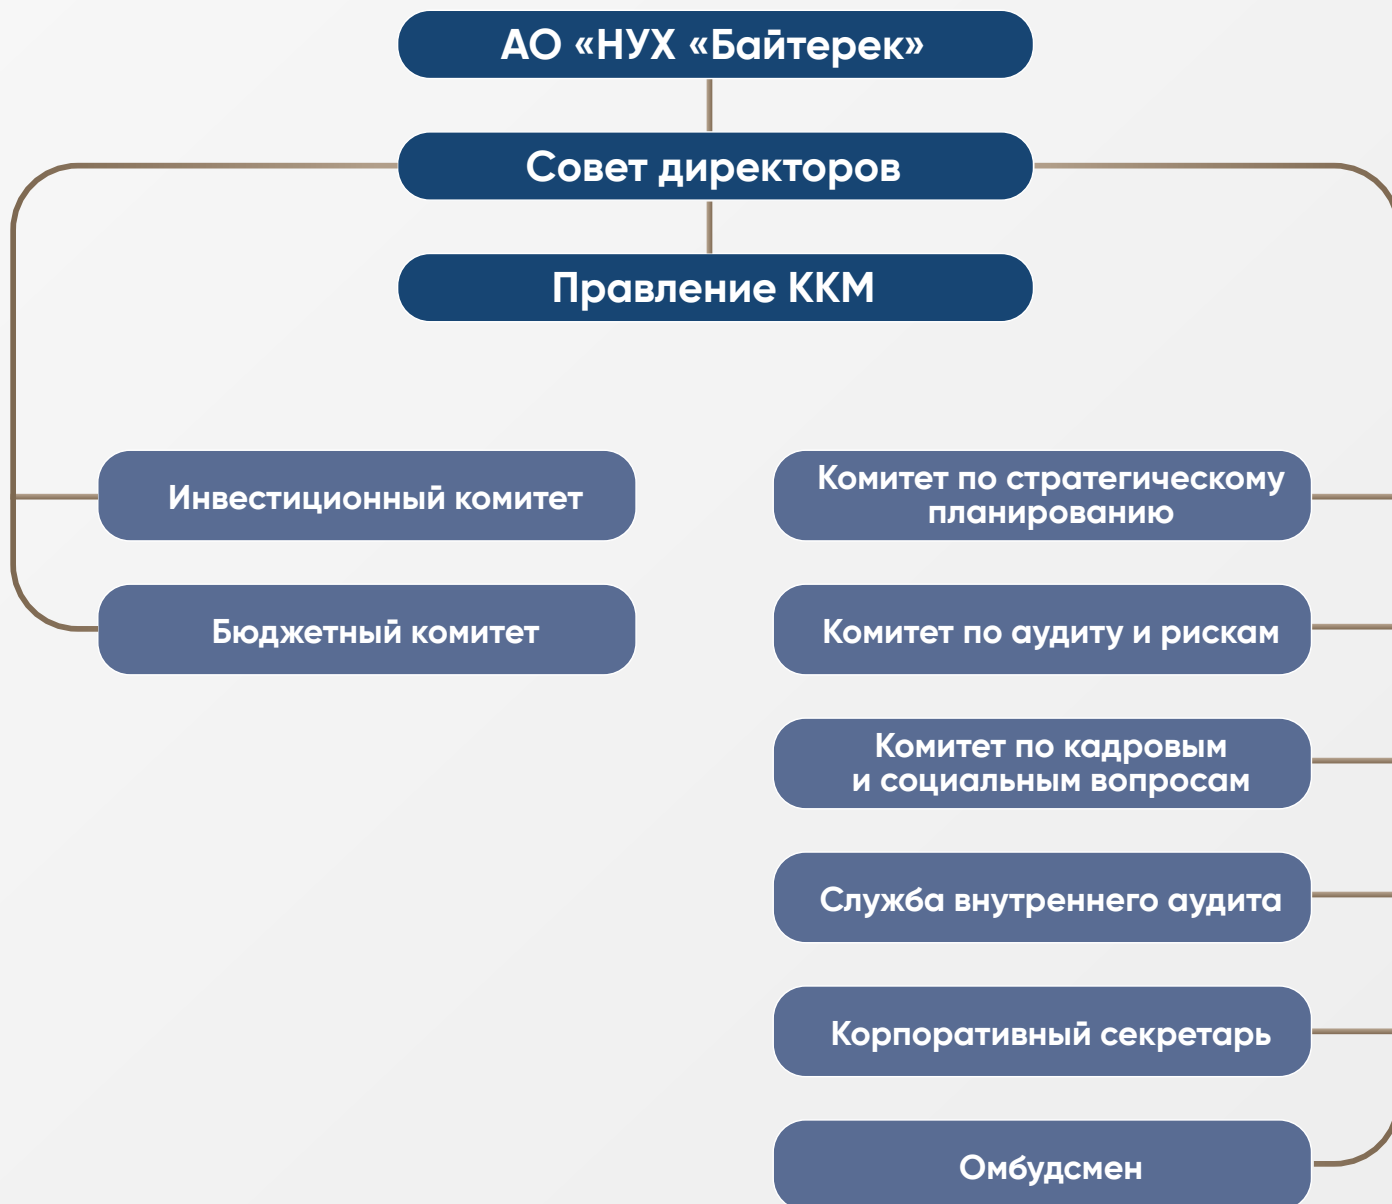 АО «НУХ «Байтерек»
Совет директоров
Правление ККМ
Инвестиционный комитет
Бюджетный комитет
Комитет по стратегическому
планированию
Комитет по аудиту и рискам
Комитет по кадровым
и социальным вопросам
Служба внутреннего аудита
Корпоративный секретарь
Омбудсмен